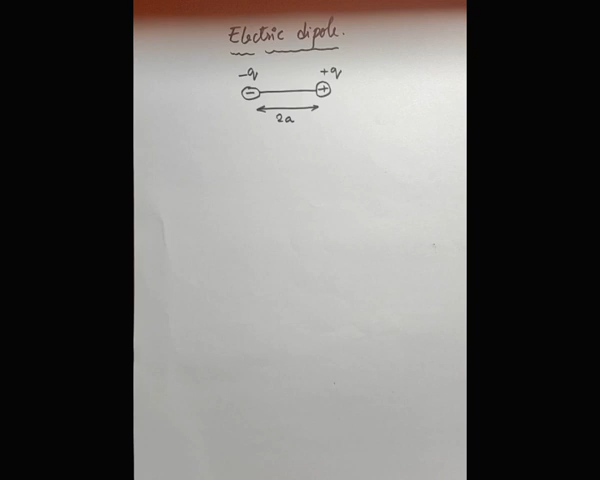 Electric dipole.
-q +q
- +
2a